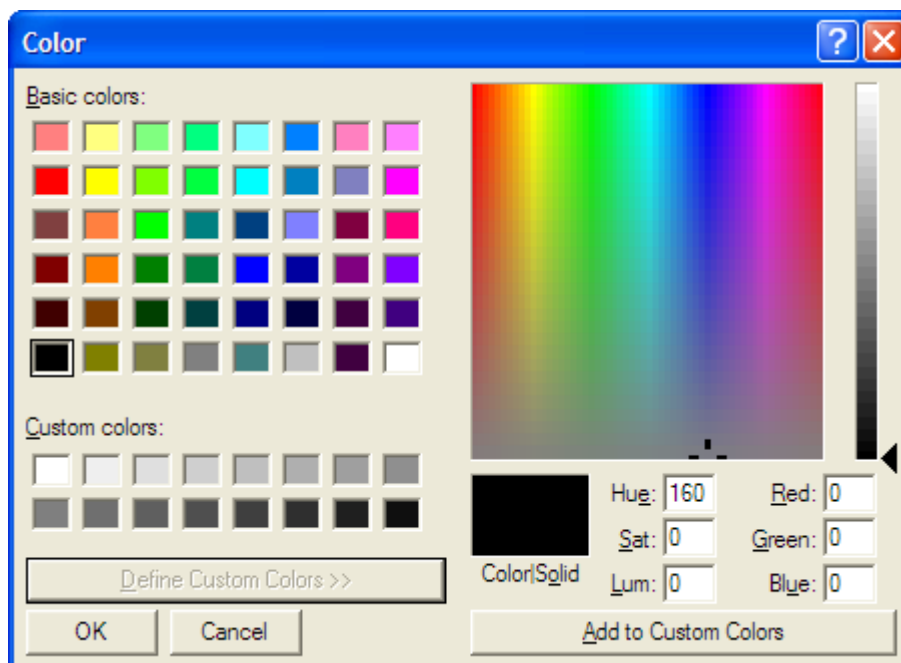 Color
Basic colors:
Custom colors:
Define Custom Colors >>
OK Cancel
Color|Solid
Hue: 160 Red: 0
Sat: 0 Green: 0
Lum: 0 Blue: 0
Add to Custom Colors